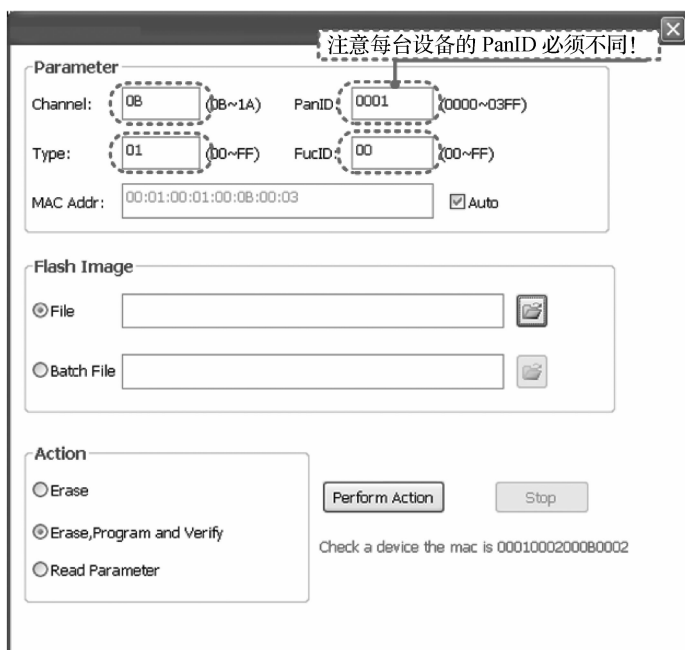 注意每台设备的 PanID 必须不同!
Parameter
Channel: 0B (0B~1A) PanID: 0001 (0000~03FF)
Type: 01 (00~FF) FucID: 00 (00~FF)
MAC Addr: 00:01:00:01:00:0B:00:03 Auto
Flash Image
File
Batch File
Action
Erase
Perform Action Stop
Erase,Program and Verify
Check a device the mac is 00010002000B0002
Read Parameter